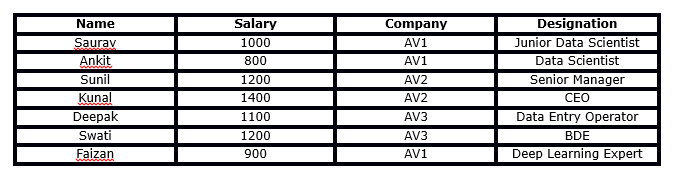 Name Salary Company Designation
Saurav 1000 AV1 Junior Data Scientist
Ankit 800 AV1 Data Scientist
Sunil 1200 AV2 Senior Manager
Kunal 1400 AV2 CEO
Deepak 1100 AV3 Data Entry Operator
Swati 1200 AV3 BDE
Faizan 900 AV1 Deep Learning Expert